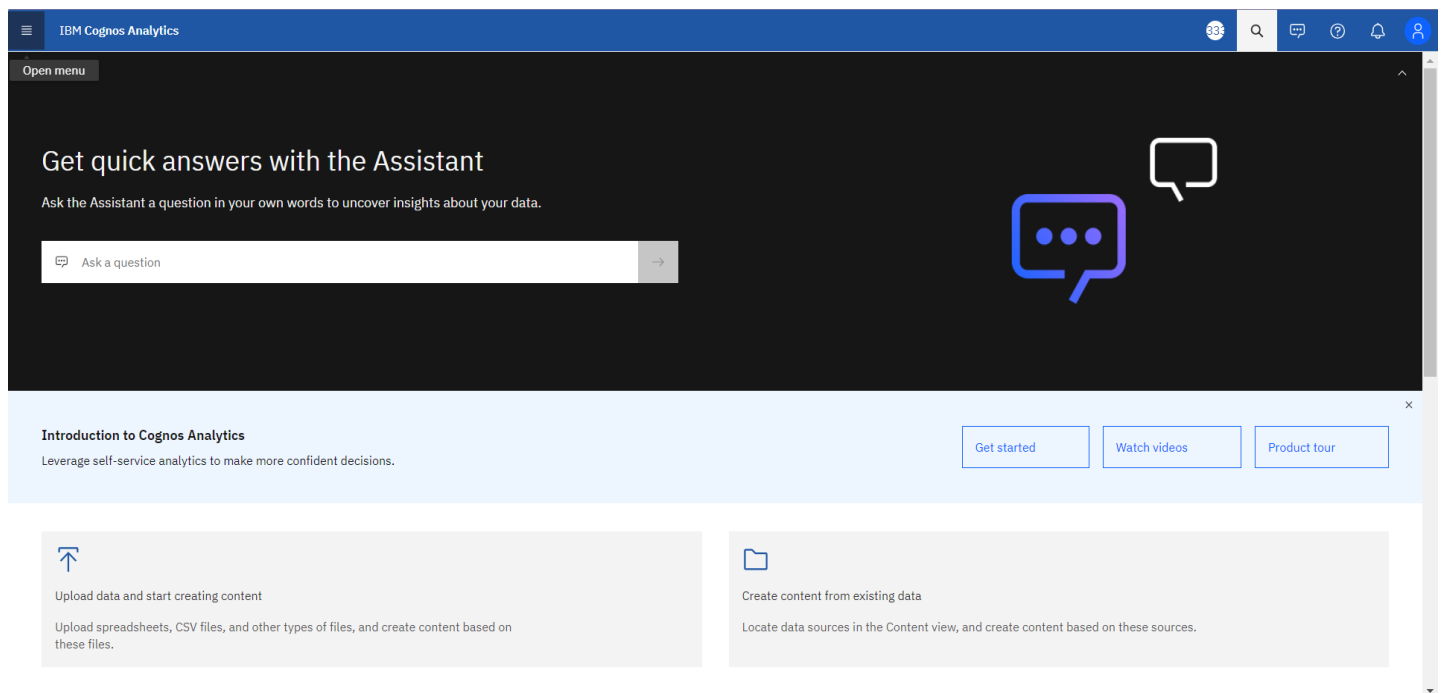 IBM Cognos Analytics
333
Open menu
Get quick answers with the Assistant
Ask the Assistant a question in your own words to uncover insights about your data.
Ask a question
Introduction to Cognos Analytics
Leverage self-service analytics to make more confident decisions.
Get started
Watch videos
Product tour
Upload data and start creating content
Upload spreadsheets, CSV files, and other types of files, and create content based on
these files.
Create content from existing data
Locate data sources in the Content view, and create content based on these sources.